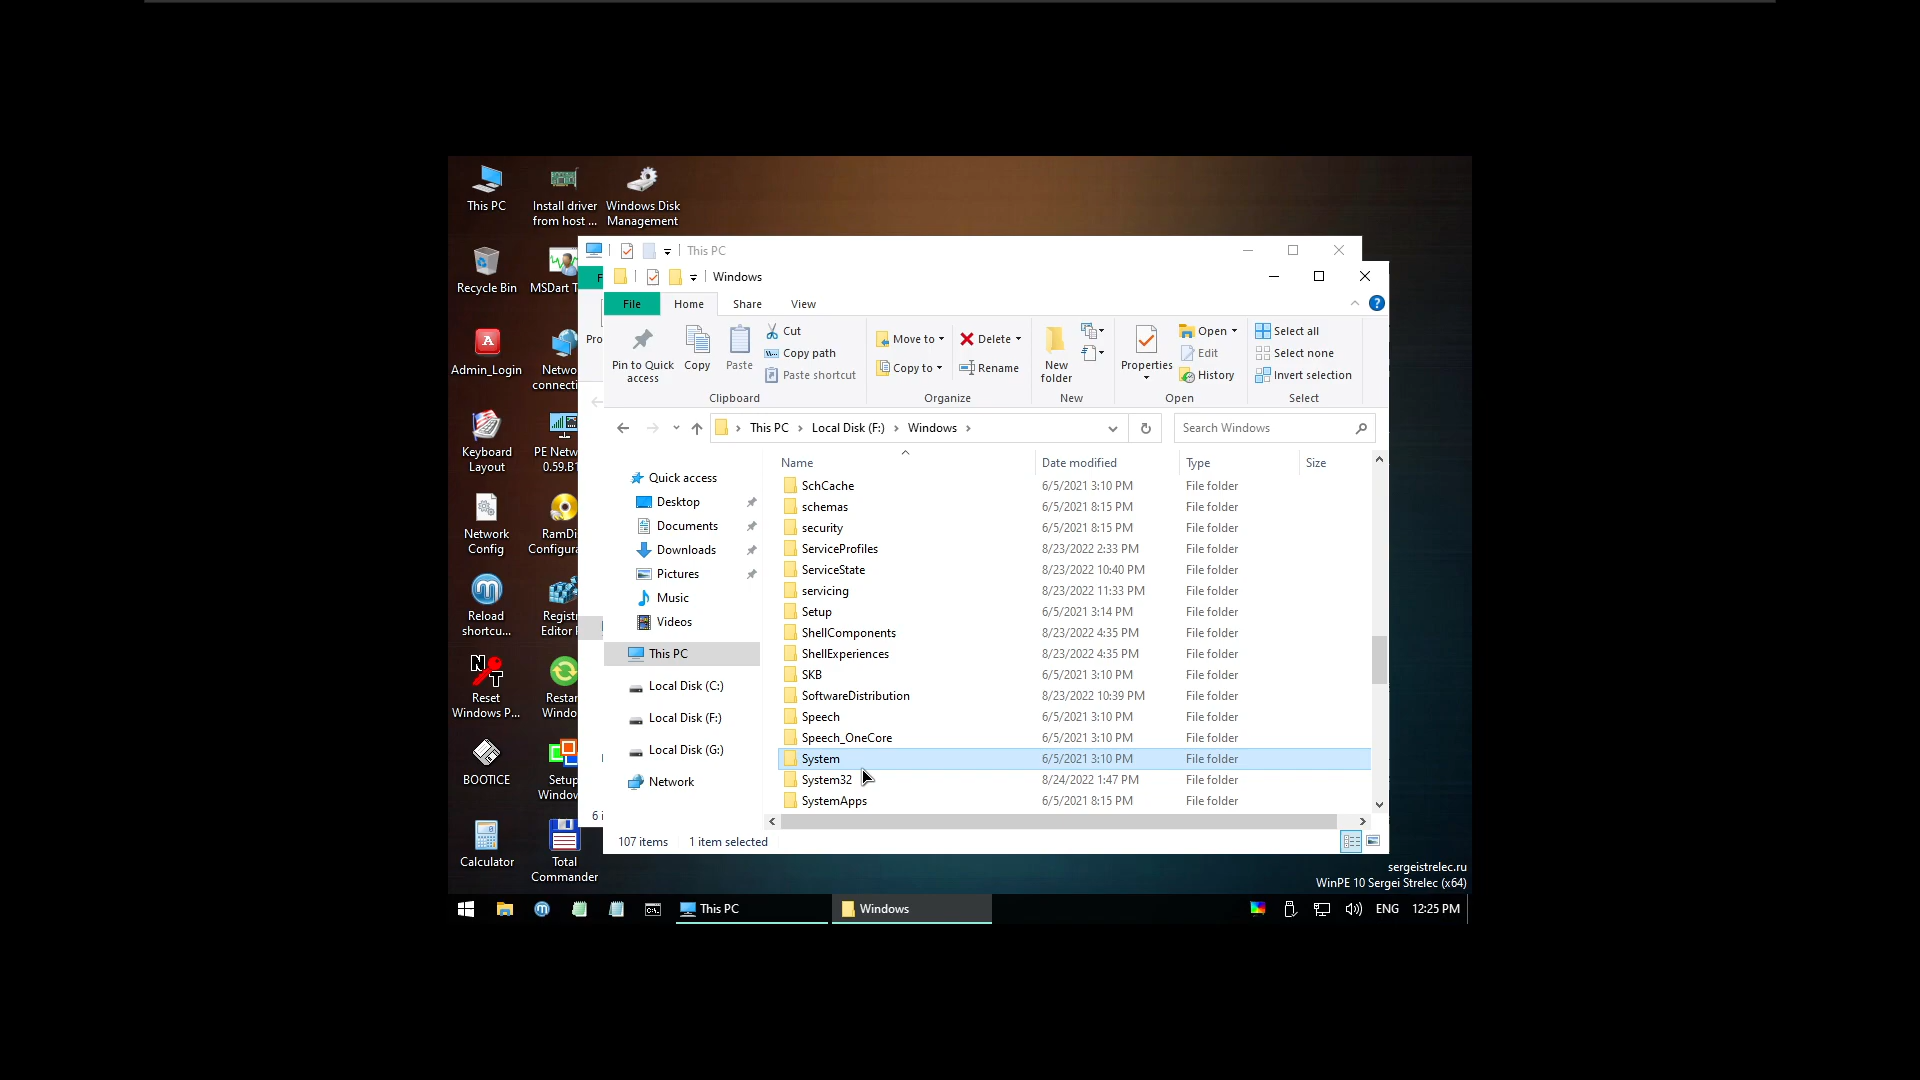 This PC
Install driver
from host ...
Windows Disk
Management
Recycle Bin
MSDart T
Admin_Login
Netwo
connecti
Keyboard
Layout
PE Netw
0.59.B1
Network
Config
RamDi
Configura
Reload
shortcu...
Registr
Editor
Reset
Windows P...
Restar
Windo
BOOTICE
Setup
Window
Calculator
Total
Commander
This PC
Pro
6 i
Windows
File
Home
Share
View
Pin to Quick
access
Copy
Paste
Cut
Copy path
Paste shortcut
Clipboard
Move to
Copy to
Delete
Rename
Organize
New
folder
New
Properties
Open
Edit
History
Open
Select all
Select none
Invert selection
Select
This PC > Local Disk (F:) > Windows >
Search Windows
Quick access
Desktop
Documents
Downloads
Pictures
Music
Videos
This PC
Local Disk (C:)
Local Disk (F:)
Local Disk (G:)
Network
Name Date modified Type Size
SchCache 6/5/2021 3:10 PM File folder
schemas 6/5/2021 8:15 PM File folder
security 6/5/2021 8:15 PM File folder
ServiceProfiles 8/23/2022 2:33 PM File folder
ServiceState 8/23/2022 10:40 PM File folder
servicing 8/23/2022 11:33 PM File folder
Setup 6/5/2021 3:14 PM File folder
ShellComponents 8/23/2022 4:35 PM File folder
ShellExperiences 8/23/2022 4:35 PM File folder
SKB 6/5/2021 3:10 PM File folder
SoftwareDistribution 8/23/2022 10:39 PM File folder
Speech 6/5/2021 3:10 PM File folder
Speech_OneCore 6/5/2021 3:10 PM File folder
System 6/5/2021 3:10 PM File folder
System32 8/24/2022 1:47 PM File folder
SystemApps 6/5/2021 8:15 PM File folder
107 items 1 item selected
sergeistrelec.ru
WinPE 10 Sergei Strelec (x64)
This PC
Windows
ENG 12:25 PM